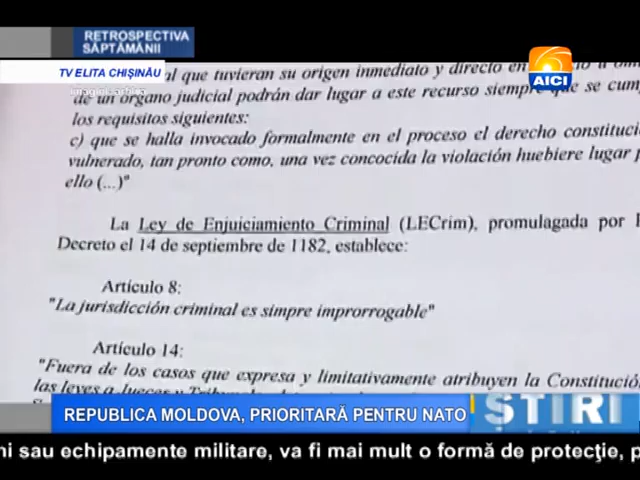 RETROSPECTIVA
SĂPTĂMÂNII
TV ELITA CHIȘINĂU
imagini arhiva
AICI
al que tuvieran su origen inmediato y directo en
de un órgano judicial podrán dar lugar a este recurso siempre que se cum
los requisitos siguientes:
c) que se halla invocado formalmente en el proceso el derecho constituci
vulnerado, tan pronto como, una vez concocida la violación huebiere lugar p
ello (...)"
La Ley de Enjuiciamiento Criminal (LECrim), promulagada por
Decreto el 14 de septiembre de 1182, establece:
Artículo 8:
"La jurisdicción criminal es simpre improrrogable"
Artículo 14:
"Fuera de los casos que expresa y limitativamente atribuyen la Constitución
las leyes a Jueces y
REPUBLICA MOLDOVA, PRIORITARĂ PENTRU NATO
ȘTIRI
ni sau echipamente militare, va fi mai mult o formă de protecţie, p